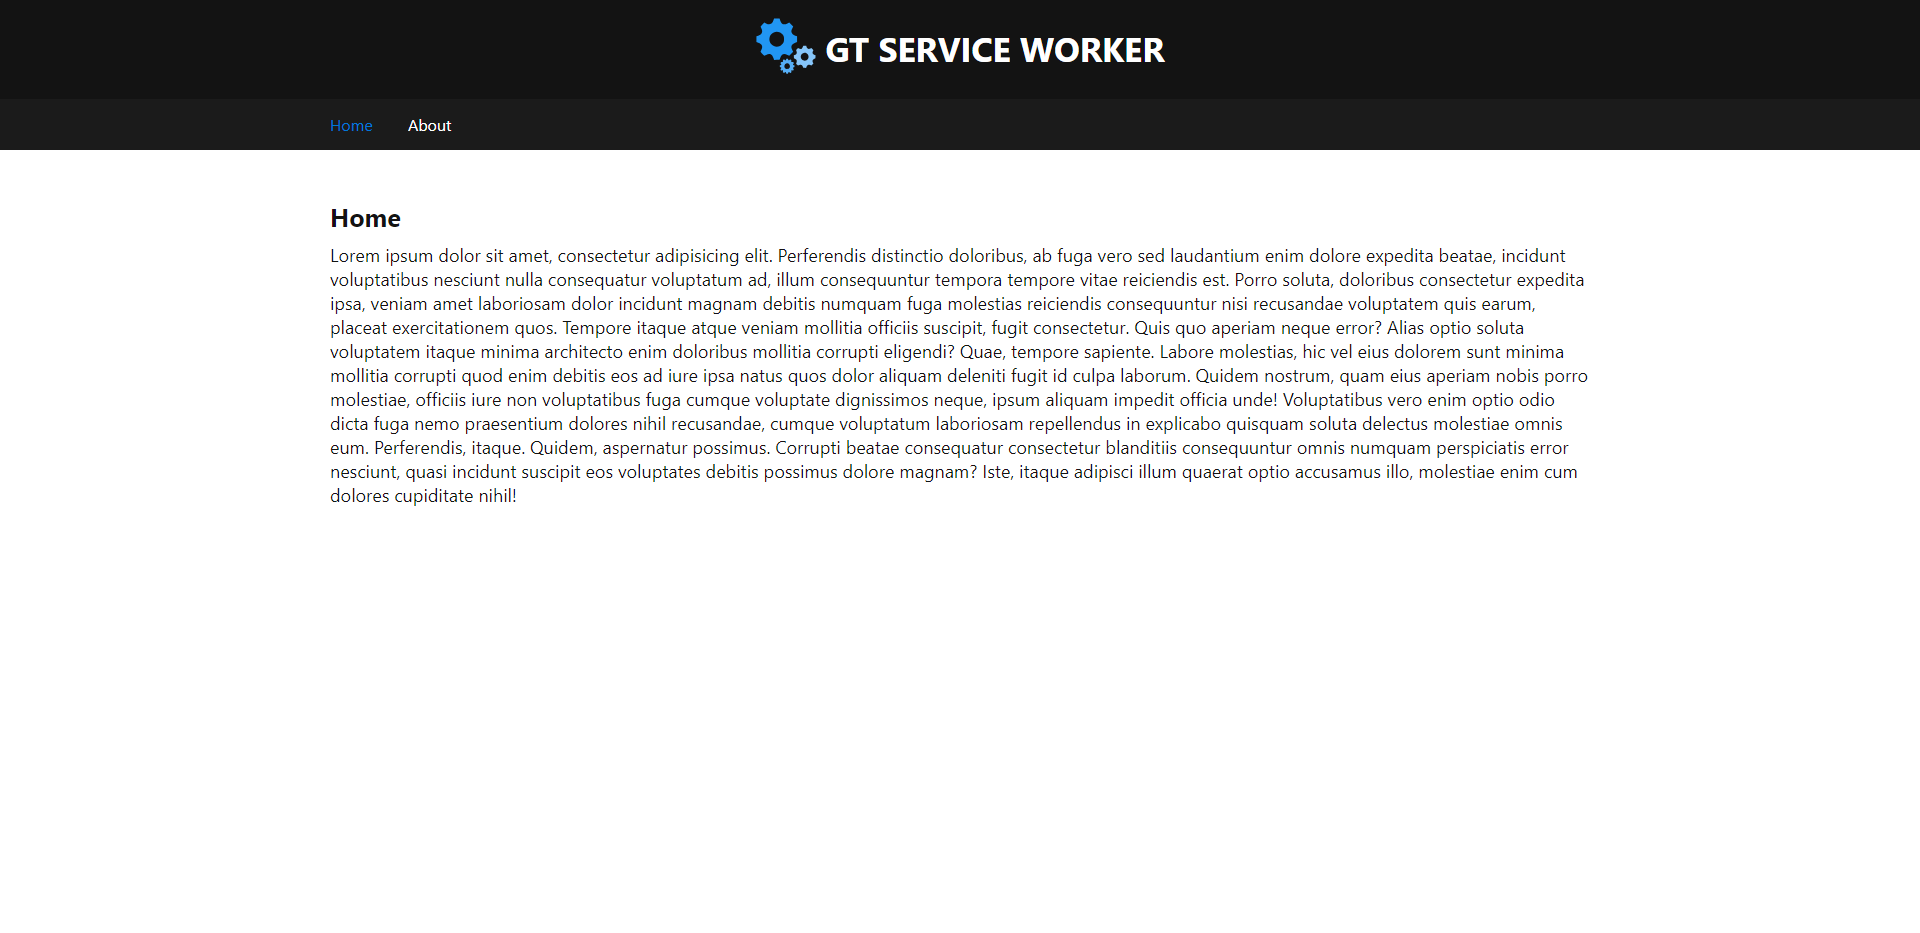 GT SERVICE WORKER
Home About
Home
Lorem ipsum dolor sit amet, consectetur adipisicing elit. Perferendis distinctio doloribus, ab fuga vero sed laudantium enim dolore expedita beatae, incidunt
voluptatibus nesciunt nulla consequatur voluptatum ad, illum consequuntur tempora tempore vitae reiciendis est. Porro soluta, doloribus consectetur expedita
ipsa, veniam amet laboriosam dolor incidunt magnam debitis numquam fuga molestias reiciendis consequuntur nisi recusandae voluptatem quis earum,
placeat exercitationem quos. Tempore itaque atque veniam mollitia officiis suscipit, fugit consectetur. Quis quo aperiam neque error? Alias optio soluta
voluptatem itaque minima architecto enim doloribus mollitia corrupti eligendi? Quae, tempore sapiente. Labore molestias, hic vel eius dolorem sunt minima
mollitia corrupti quod enim debitis eos ad iure ipsa natus quos dolor aliquam deleniti fugit id culpa laborum. Quidem nostrum, quam eius aperiam nobis porro
molestiae, officiis iure non voluptatibus fuga cumque voluptate dignissimos neque, ipsum aliquam impedit officia unde! Voluptatibus vero enim optio odio
dicta fuga nemo praesentium dolores nihil recusandae, cumque voluptatum laboriosam repellendus in explicabo quisquam soluta delectus molestiae omnis
eum. Perferendis, itaque. Quidem, aspernatur possimus. Corrupti beatae consequatur consectetur blanditiis consequuntur omnis numquam perspiciatis error
nesciunt, quasi incidunt suscipit eos voluptates debitis possimus dolore magnam? Iste, itaque adipisci illum quaerat optio accusamus illo, molestiae enim cum
dolores cupiditate nihil!